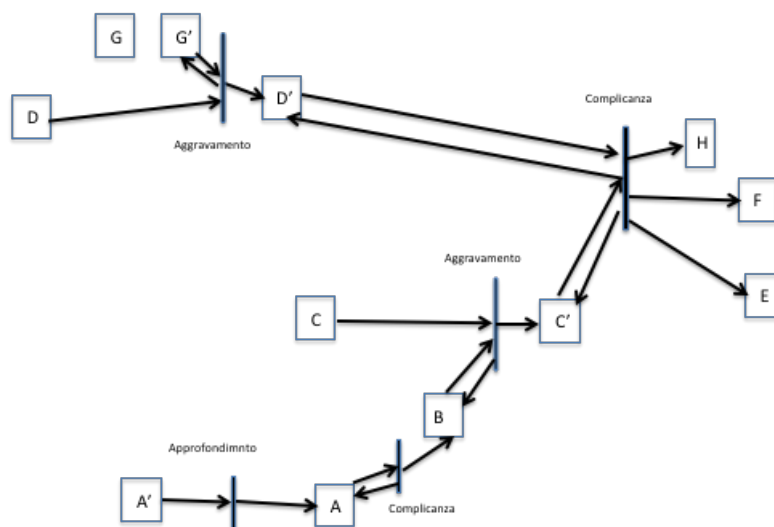 G
G’
D’
D
Aggravamento
Complicanza
H
F
E
Aggravamento
C
C’
B
Approfondimnto
A’
A
Complicanza